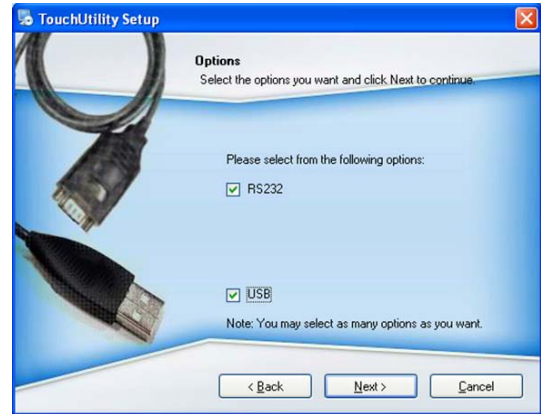 TouchUtility Setup
Options
Select the options you want and click Next to continue.
Please select from the following options:
RS232
USB
Note: You may select as many options as you want.
< Back Next > Cancel